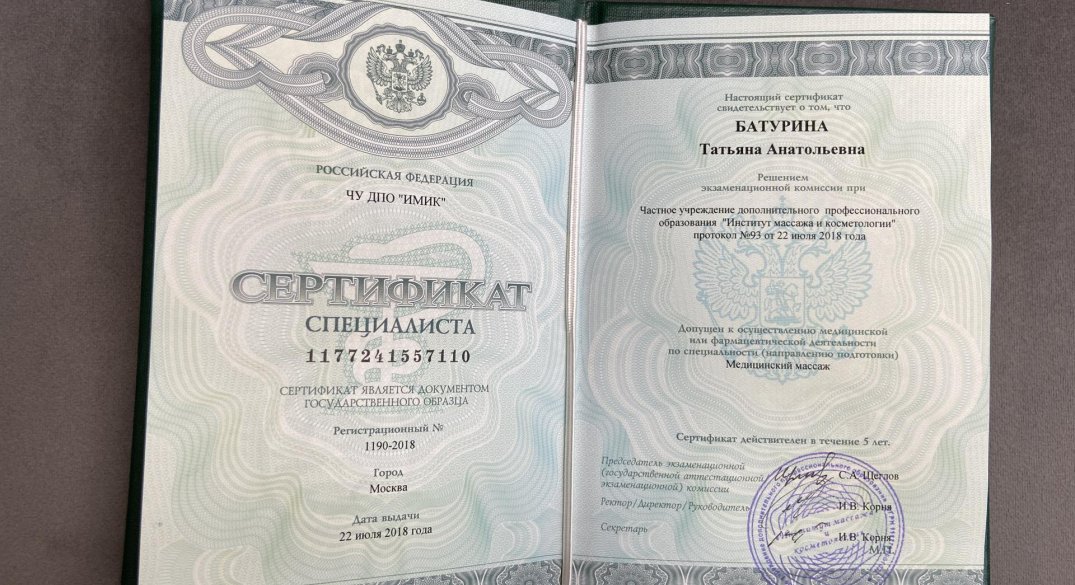 РОССИЙСКАЯ ФЕДЕРАЦИЯ
ЧУ ДПО "ИМИК"
СЕРТИФИКАТ
СПЕЦИАЛИСТА
1177241557110
СЕРТИФИКАТ ЯВЛЯЕТСЯ ДОКУМЕНТОМ
ГОСУДАРСТВЕННОГО ОБРАЗЦА
Регистрационный №
1190-2018
Город
Москва
Дата выдачи
22 июля 2018 года
Настоящий сертификат
свидетельствует о том, что
БАТУРИНА
Татьяна Анатольевна
Решением
экзаменационной комиссии при
Частное учреждение дополнительного профессионального
образования "Институт массажа и косметологии"
протокол №93 от 22 июля 2018 года
Допущен к осуществлению медицинской
или фармацевтической деятельности
по специальности (направлению подготовки)
Медицинский массаж
Сертификат действителен в течение 5 лет.
Председатель экзаменационной
(государственной аттестационной
экзаменационной) комиссии
С.А. Щеглов
Ректор/Директор/Руководитель
И.В. Корня
Секретарь
И.В. Корня
М.П.
Институт массажа
и
косметологии